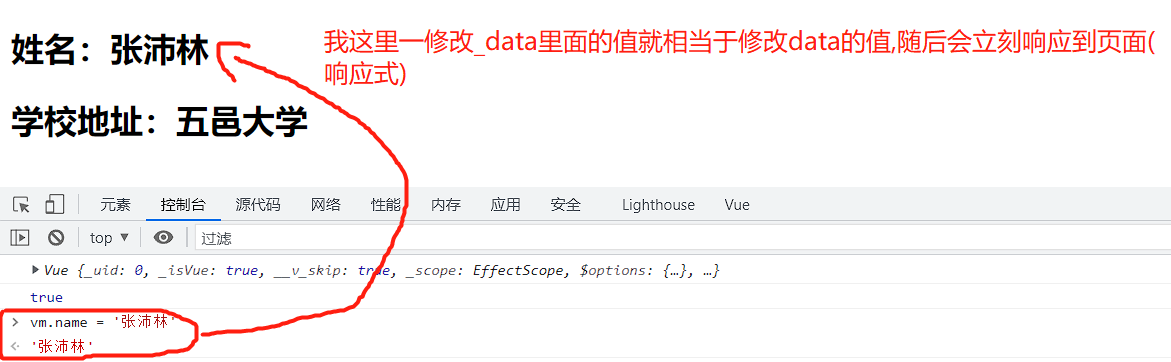 姓名：张沛林
我这里一修改_data里面的值就相当于修改data的值,随后会立刻响应到页面(
响应式)
学校地址：五邑大学
元素 控制台 源代码 网络 性能 内存 应用 安全 Lighthouse Vue
top ▼ 过滤
▶ Vue {_uid: 0, _isVue: true, __v_skip: true, _scope: EffectScope, $options: {…}, …}
true
> vm.name = '张沛林'
<· '张沛林'